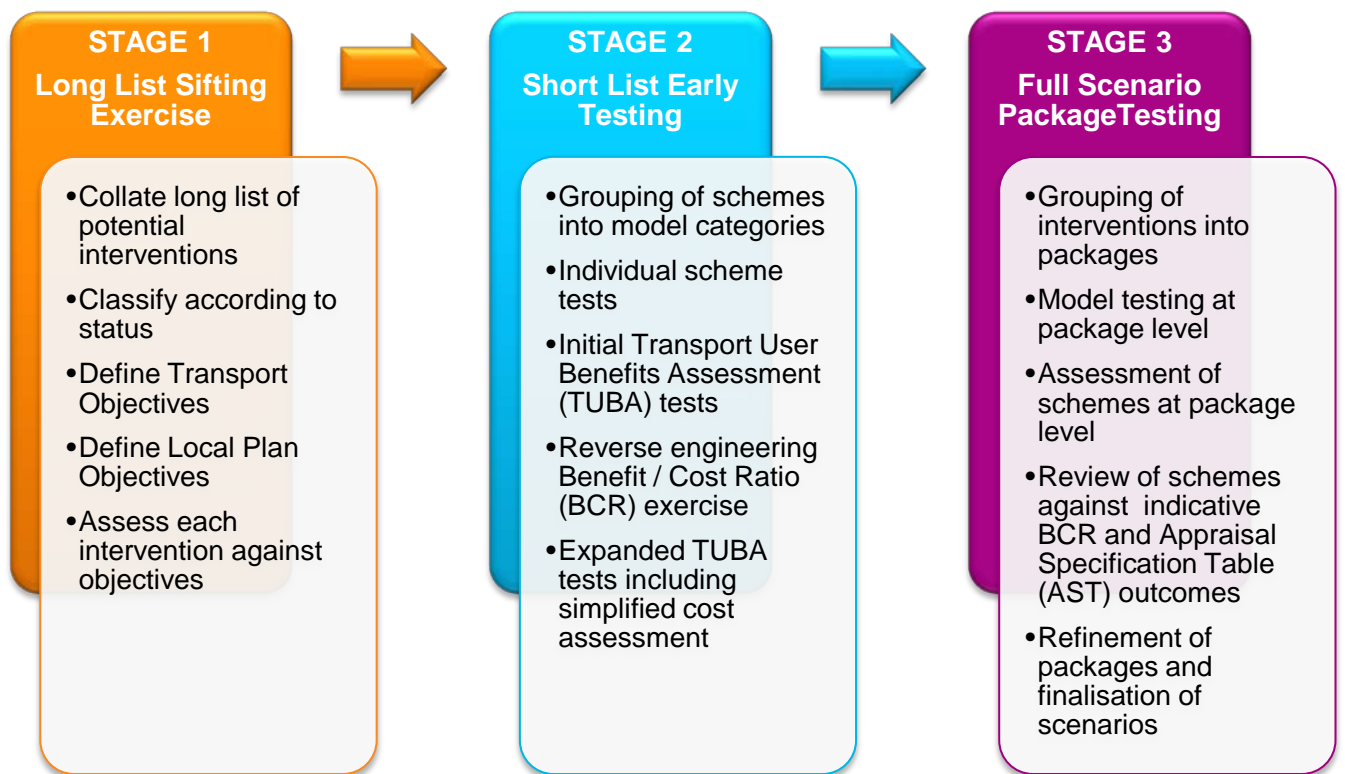 STAGE 1
Long List Sifting
Exercise
•Collate long list of
potential
interventions
•Classify according to
status
•Define Transport
Objectives
•Define Local Plan
Objectives
•Assess each
intervention against
objectives
STAGE 2
Short List Early
Testing
•Grouping of schemes
into model categories
•Individual scheme
tests
•Initial Transport User
Benefits Assessment
(TUBA) tests
•Reverse engineering
Benefit / Cost Ratio
(BCR) exercise
•Expanded TUBA
tests including
simplified cost
assessment
STAGE 3
Full Scenario
PackageTesting
•Grouping of
interventions into
packages
•Model testing at
package level
•Assessment of
schemes at package
level
•Review of schemes
against indicative
BCR and Appraisal
Specification Table
(AST) outcomes
•Refinement of
packages and
finalisation of
scenarios